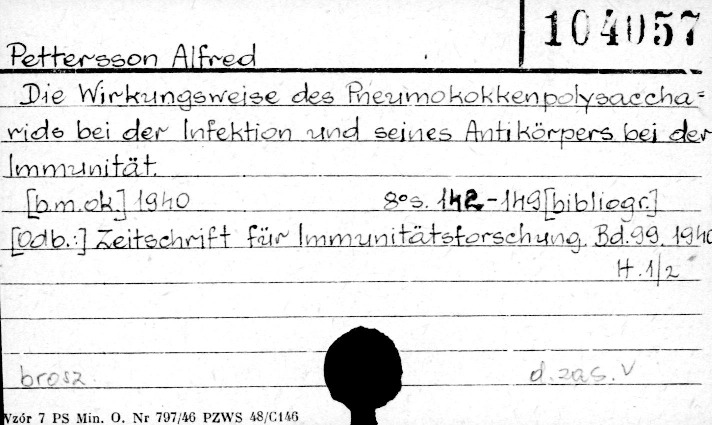 104057
Pettersson Alfred
Die Wirkungsweise des Pneumokokkenpolysaccha=
rids bei der Infektion und seines Antikörpers bei der
Immunität.
[b.m.ok] 1940 8° s. 142-149 [bibliogr.]
[Odb.:] Zeitschrift für Immunitätsforschung. Bd. 99. 1940
H. 1/2
brosz. d. zas. V
Wzór 7 PS Min. O. Nr 797/46 PZWS 48/C146